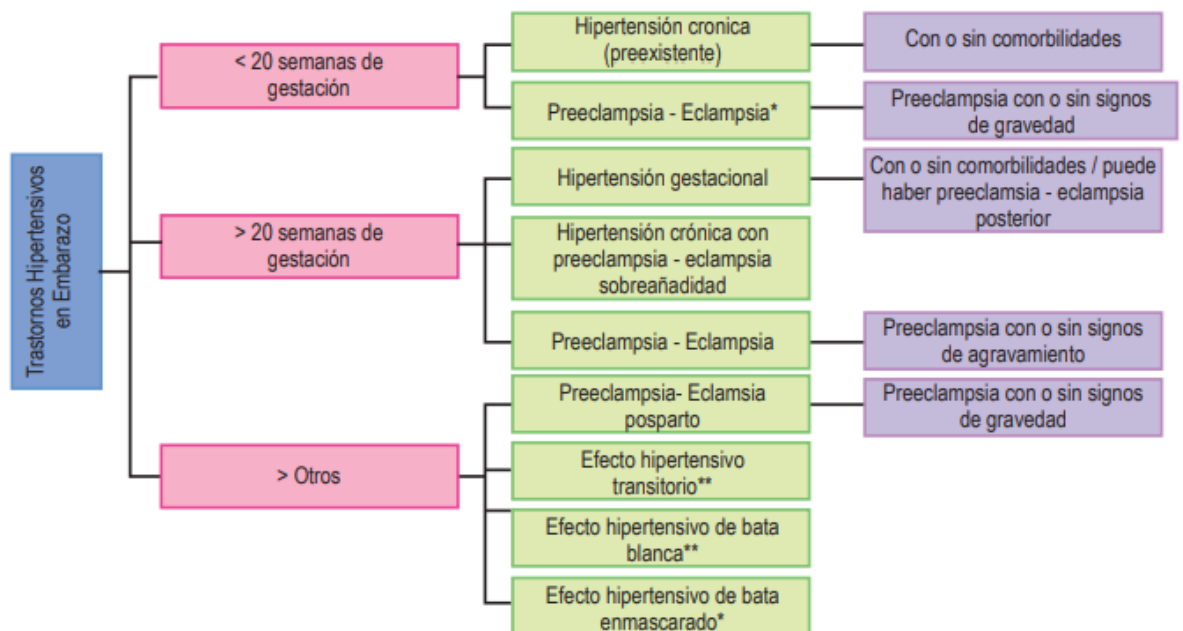 Trastornos Hipertensivos
en Embarazo
< 20 semanas de
gestación
Hipertensión cronica
(preexistente)
Con o sin comorbilidades
Preeclampsia - Eclampsia*
Preeclampsia con o sin signos
de gravedad
> 20 semanas de
gestación
Hipertensión gestacional
Con o sin comorbilidades / puede
haber preeclamsia - eclampsia
posterior
Hipertensión crónica con
preeclampsia - eclampsia
sobreañadidad
Preeclampsia - Eclampsia
Preeclampsia con o sin signos
de agravamiento
> Otros
Preeclampsia- Eclamsia
posparto
Preeclampsia con o sin signos
de gravedad
Efecto hipertensivo
transitorio**
Efecto hipertensivo de bata
blanca**
Efecto hipertensivo de bata
enmascarado*